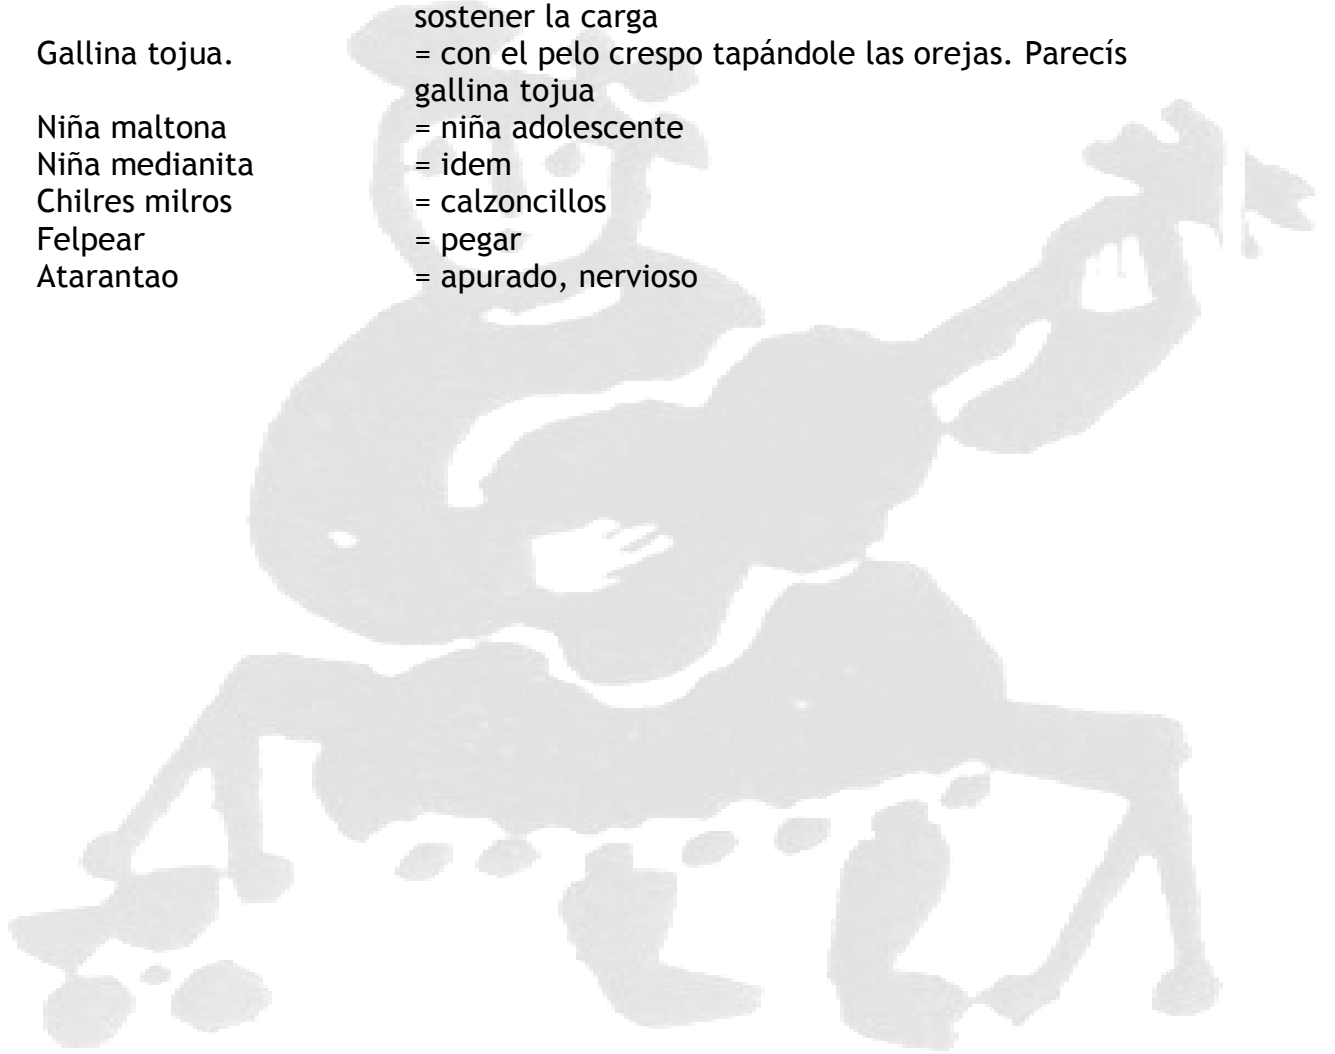 sostener la carga
Gallina tojua. = con el pelo crespo tapándole las orejas. Parecís
gallina tojua
Niña maltona = niña adolescente
Niña medianita = idem
Chilres milros = calzoncillos
Felpear = pegar
Atarantao = apurado, nervioso